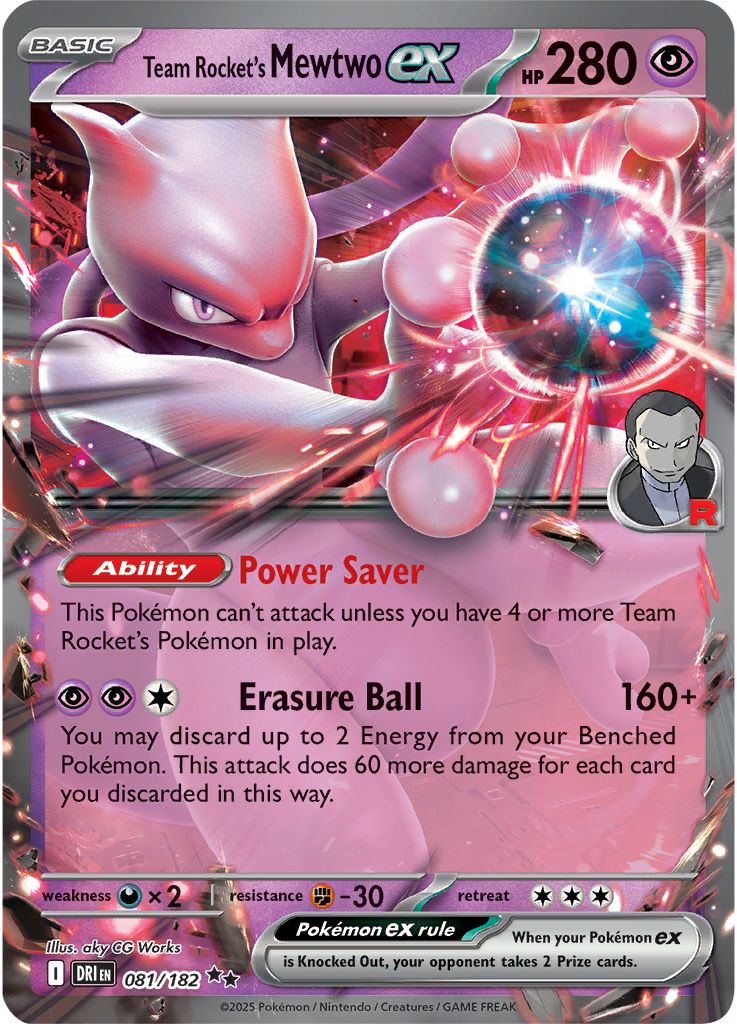 BASIC
Team Rocket's Mewtwo ex HP 280
R
Ability Power Saver
This Pokémon can't attack unless you have 4 or more Team
Rocket's Pokémon in play.
Erasure Ball 160+
You may discard up to 2 Energy from your Benched
Pokémon. This attack does 60 more damage for each card
you discarded in this way.
weakness ×2 resistance -30 retreat
Illus. aky CG Works
Pokémon ex rule When your Pokémon ex
is Knocked Out, your opponent takes 2 Prize cards.
I DRI EN 081/182 ★★
©2025 Pokémon / Nintendo / Creatures / GAME FREAK